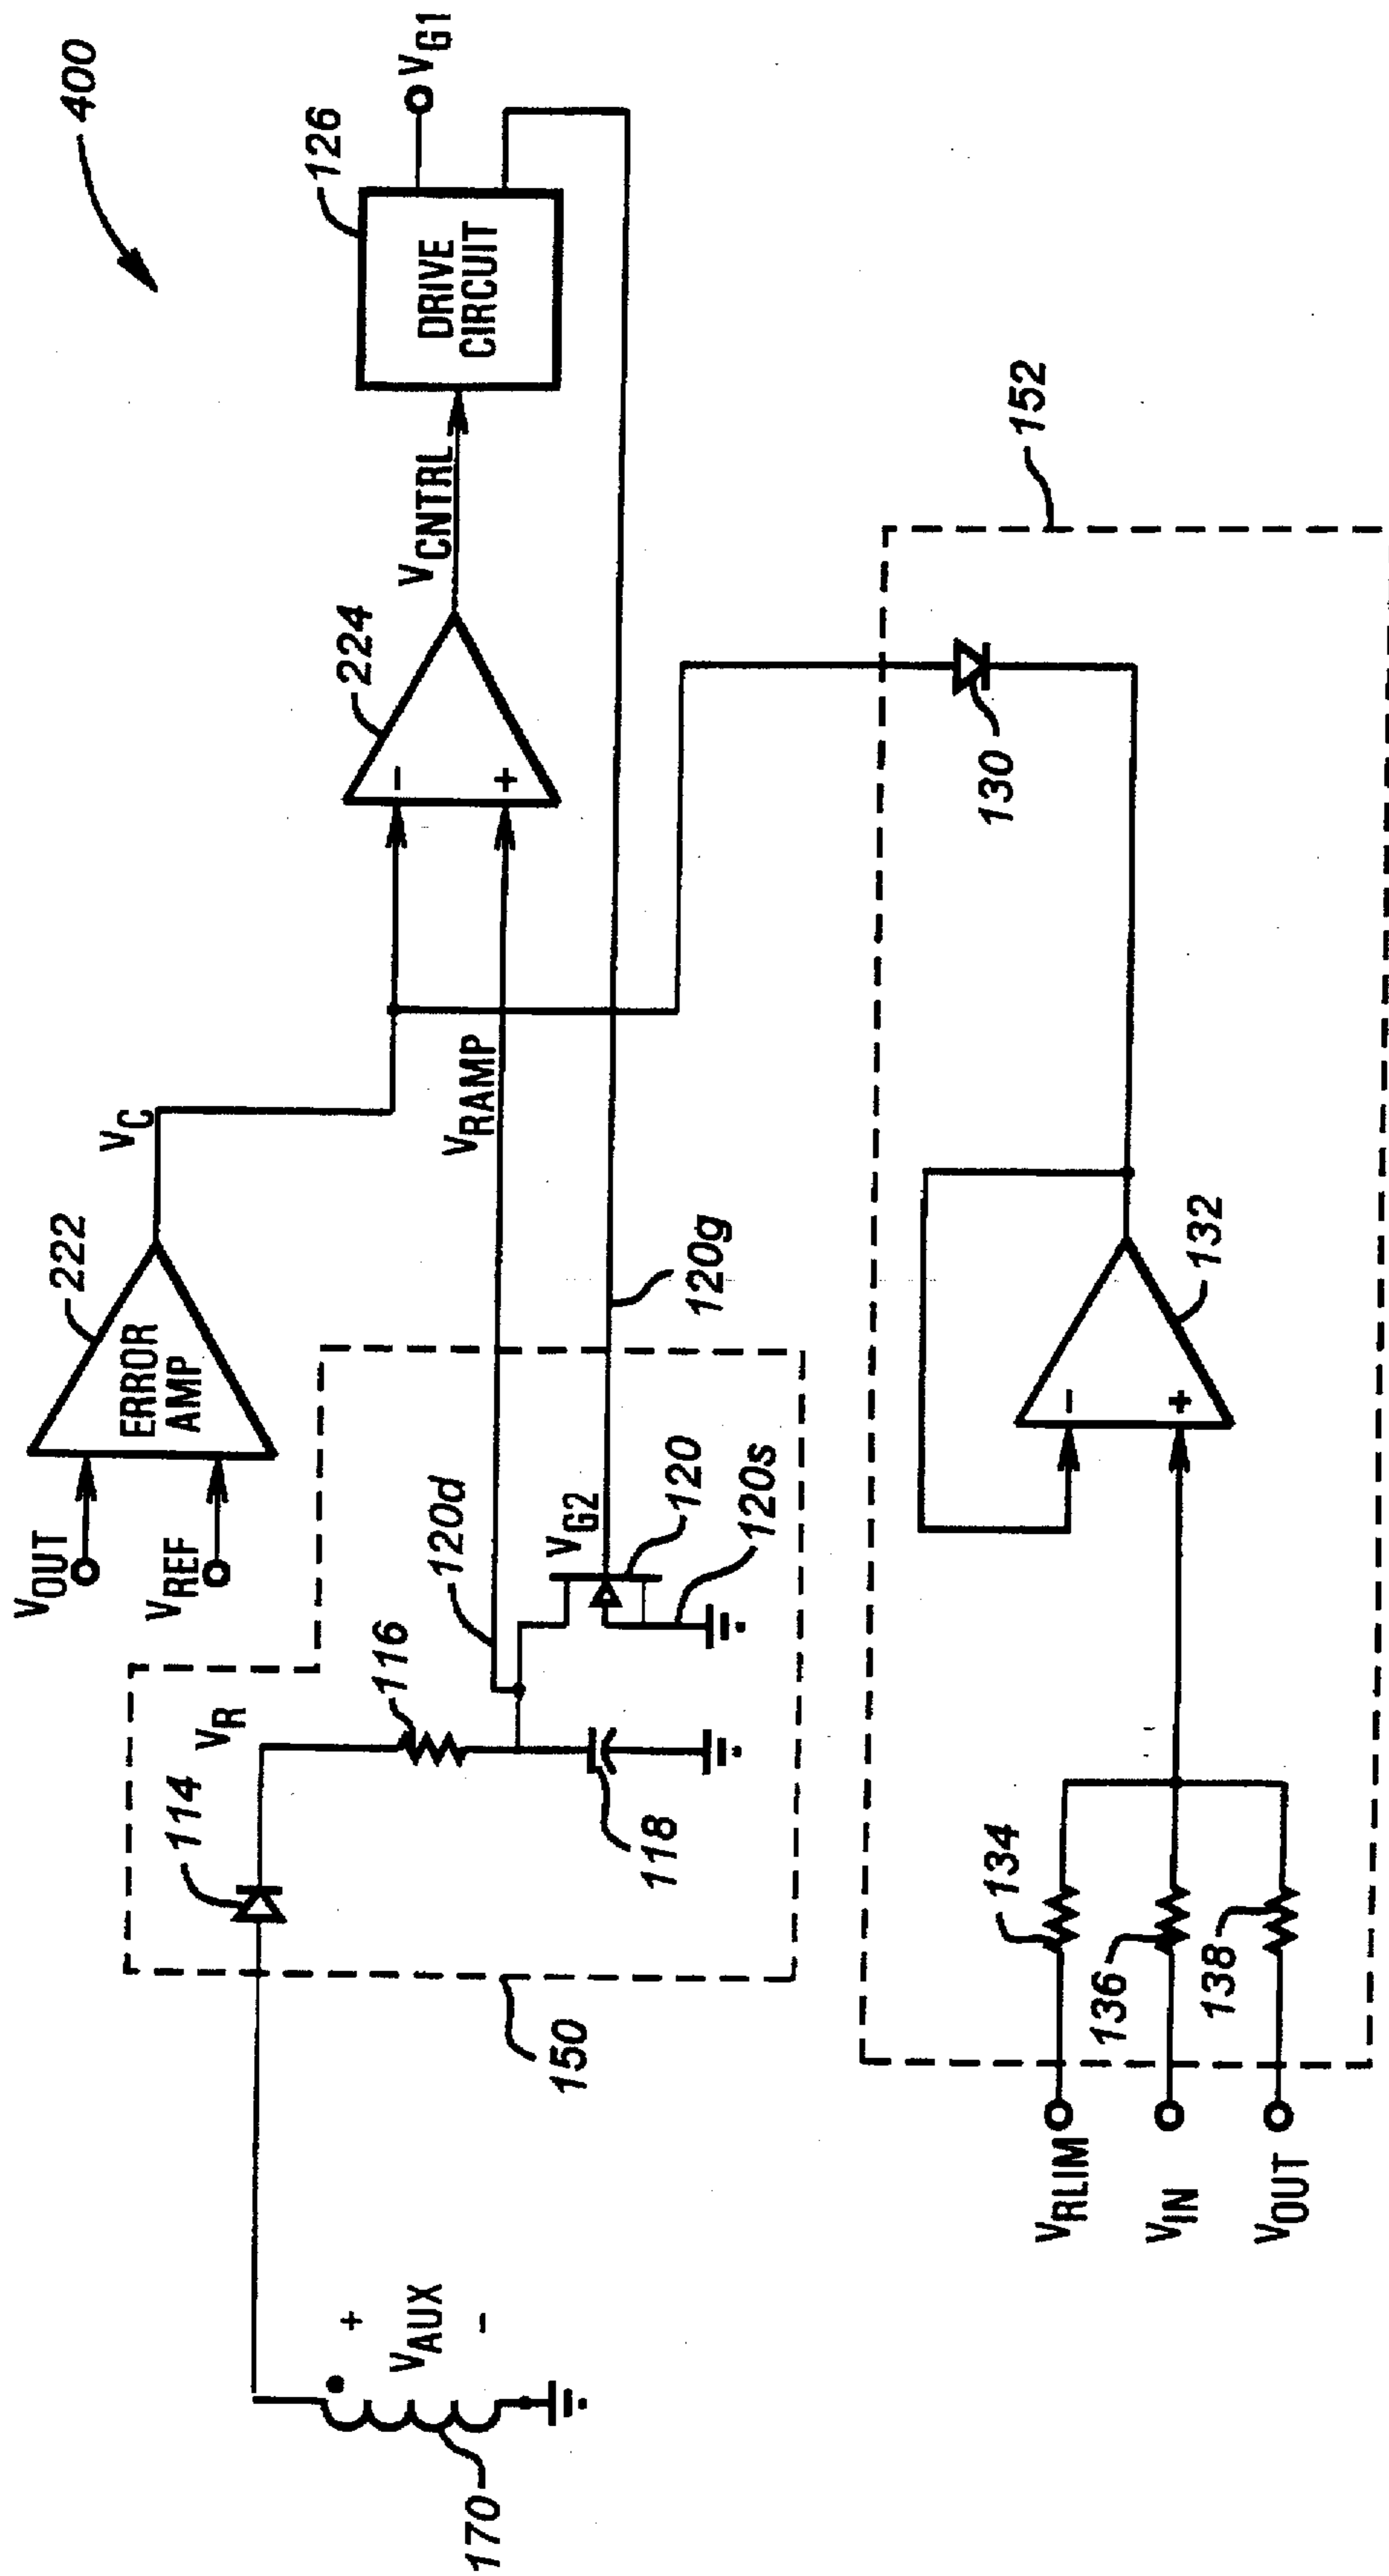 400
VOUT
VREF
222
ERROR
AMP
VC
224
-
+
VCNTRL
126
DRIVE
CIRCUIT
VG1
VRAMP
114
VR
116
118
120d
VG2
120
120s
120g
150
170
+
VAUX
-
152
130
132
-
+
134
136
138
VRLIM
VIN
VOUT